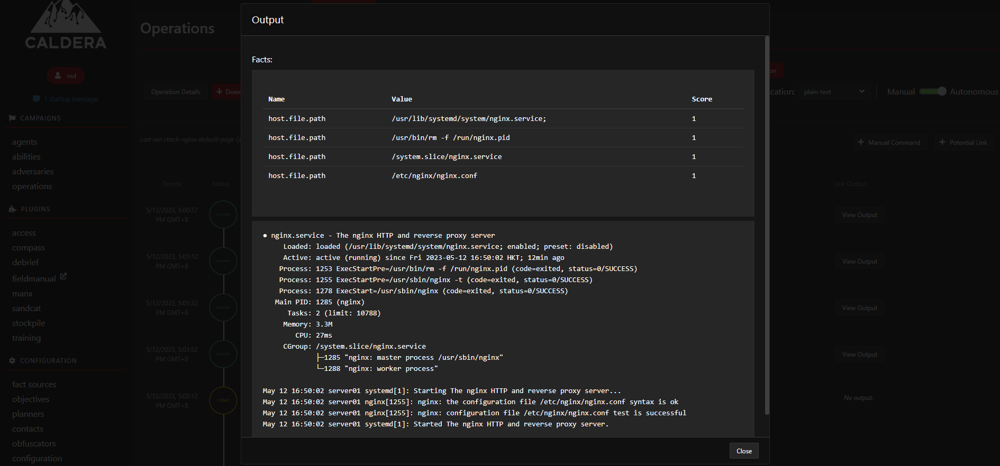 CALDERA
red
1 startup message
CAMPAIGNS
agents
abilities
adversaries
operations
PLUGINS
access
compass
debrief
fieldmanual
manx
sandcat
stockpile
training
CONFIGURATION
fact sources
objectives
planners
contacts
obfuscators
configuration
Operations
Operation Details
Down
Last ran check-nginx-default-page (j
Decide Status
5/12/2023, 5:00:57
PM GMT+8
success
5/12/2023, 5:01:12
PM GMT+8
success
5/12/2023, 5:01:32
PM GMT+8
success
5/12/2023, 5:01:52
PM GMT+8
success
5/12/2023, 5:02:12
PM GMT+8
collect
Output
Facts:
Name Value Score
host.file.path /usr/lib/systemd/system/nginx.service; 1
host.file.path /usr/bin/rm -f /run/nginx.pid 1
host.file.path /system.slice/nginx.service 1
host.file.path /etc/nginx/nginx.conf 1
● nginx.service - The nginx HTTP and reverse proxy server
Loaded: loaded (/usr/lib/systemd/system/nginx.service; enabled; preset: disabled)
Active: active (running) since Fri 2023-05-12 16:50:02 HKT; 12min ago
Process: 1253 ExecStartPre=/usr/bin/rm -f /run/nginx.pid (code=exited, status=0/SUCCESS)
Process: 1255 ExecStartPre=/usr/sbin/nginx -t (code=exited, status=0/SUCCESS)
Process: 1278 ExecStart=/usr/sbin/nginx (code=exited, status=0/SUCCESS)
Main PID: 1285 (nginx)
Tasks: 2 (limit: 10788)
Memory: 3.3M
CPU: 27ms
CGroup: /system.slice/nginx.service
├─1285 "nginx: master process /usr/sbin/nginx"
└─1288 "nginx: worker process"
May 12 16:50:02 server01 systemd[1]: Starting The nginx HTTP and reverse proxy server...
May 12 16:50:02 server01 nginx[1255]: nginx: the configuration file /etc/nginx/nginx.conf syntax is ok
May 12 16:50:02 server01 nginx[1255]: nginx: configuration file /etc/nginx/nginx.conf test is successful
May 12 16:50:02 server01 systemd[1]: Started The nginx HTTP and reverse proxy server.
Close
on
cation: plain-text Manual Autonomous
Manual Command Potential Link
Link Output
View Output
View Output
View Output
View Output
No output.